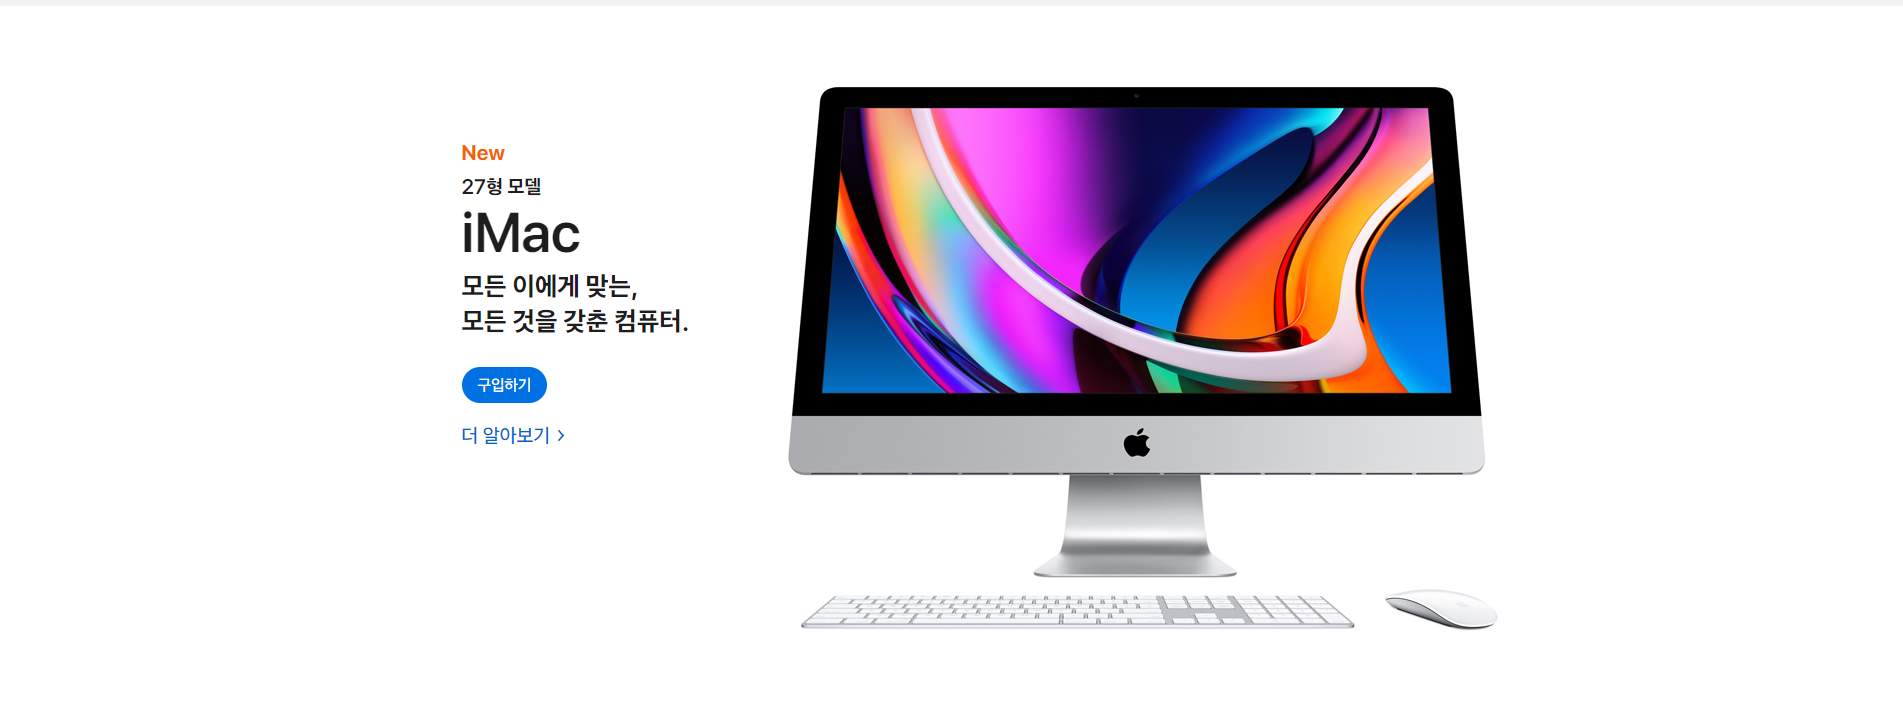 New
27형 모델
iMac
모든 이에게 맞는,
모든 것을 갖춘 컴퓨터.
구입하기
더 알아보기 >